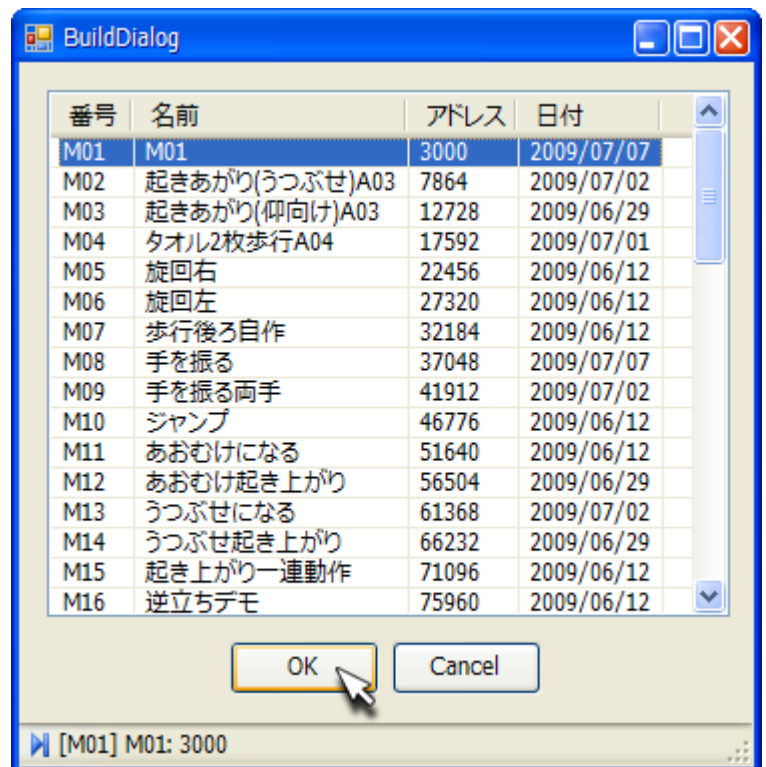 BuildDialog
番号 名前 アドレス 日付
M01 M01 3000 2009/07/07
M02 起きあがり(うつぶせ)A03 7864 2009/07/02
M03 起きあがり(仰向け)A03 12728 2009/06/29
M04 タオル2枚歩行A04 17592 2009/07/01
M05 旋回右 22456 2009/06/12
M06 旋回左 27320 2009/06/12
M07 歩行後ろ自作 32184 2009/06/12
M08 手を振る 37048 2009/07/07
M09 手を振る両手 41912 2009/07/02
M10 ジャンプ 46776 2009/06/12
M11 あおむけになる 51640 2009/06/12
M12 あおむけ起き上がり 56504 2009/06/29
M13 うつぶせになる 61368 2009/07/02
M14 うつぶせ起き上がり 66232 2009/06/29
M15 起き上がり一連動作 71096 2009/06/12
M16 逆立ちデモ 75960 2009/06/12
OK Cancel
[M01] M01: 3000